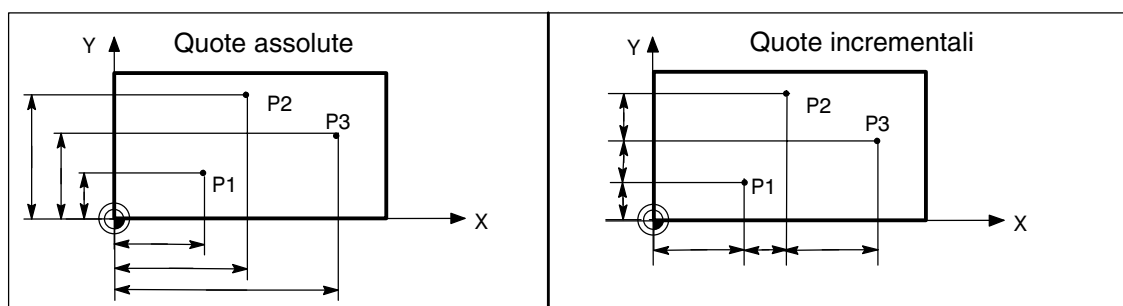 Quote assolute
Y
P2
P3
P1
X
Quote incrementali
Y
P2
P3
P1
X